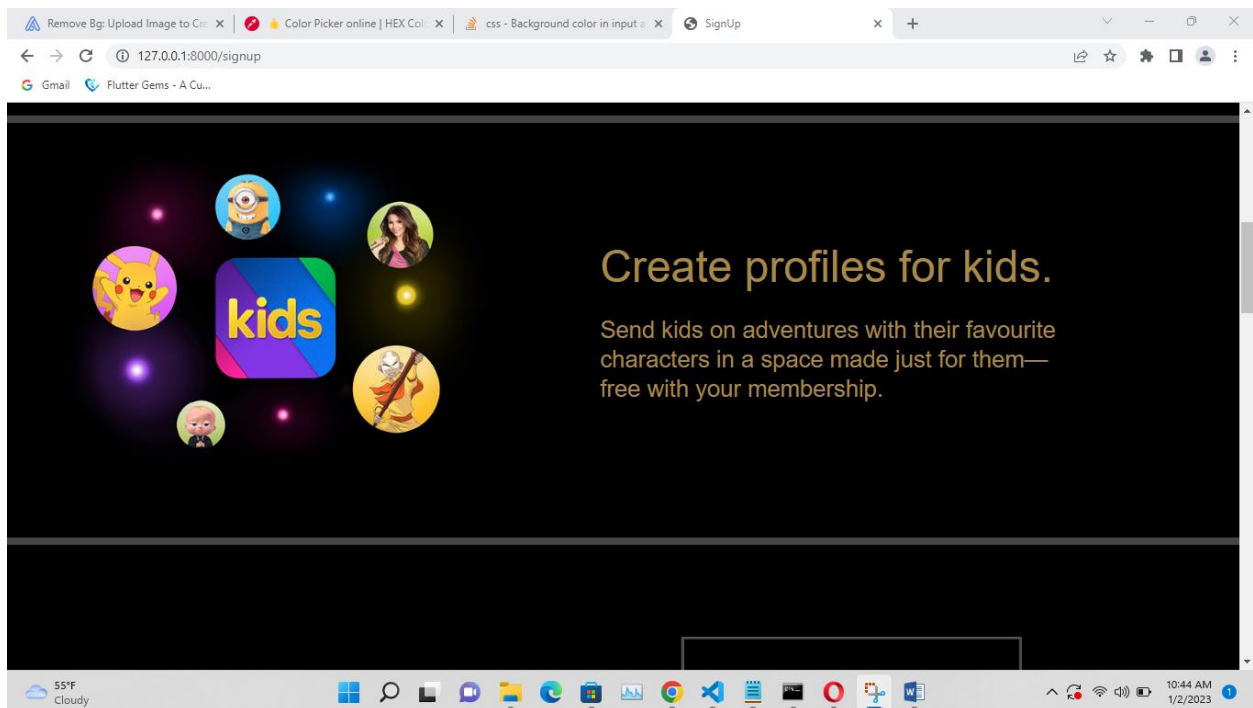 Remove Bg: Upload Image to Cre
Color Picker online | HEX Colo
css - Background color in input a
SignUp
127.0.0.1:8000/signup
Gmail
Flutter Gems - A Cu...
kids
Create profiles for kids.
Send kids on adventures with their favourite
characters in a space made just for them—
free with your membership.
55°F
Cloudy
10:44 AM
1/2/2023
1